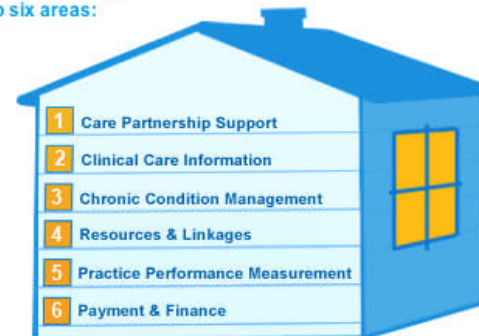 six areas:
1 Care Partnership Support
2 Clinical Care Information
3 Chronic Condition Management
4 Resources & Linkages
5 Practice Performance Measurement
6 Payment & Finance